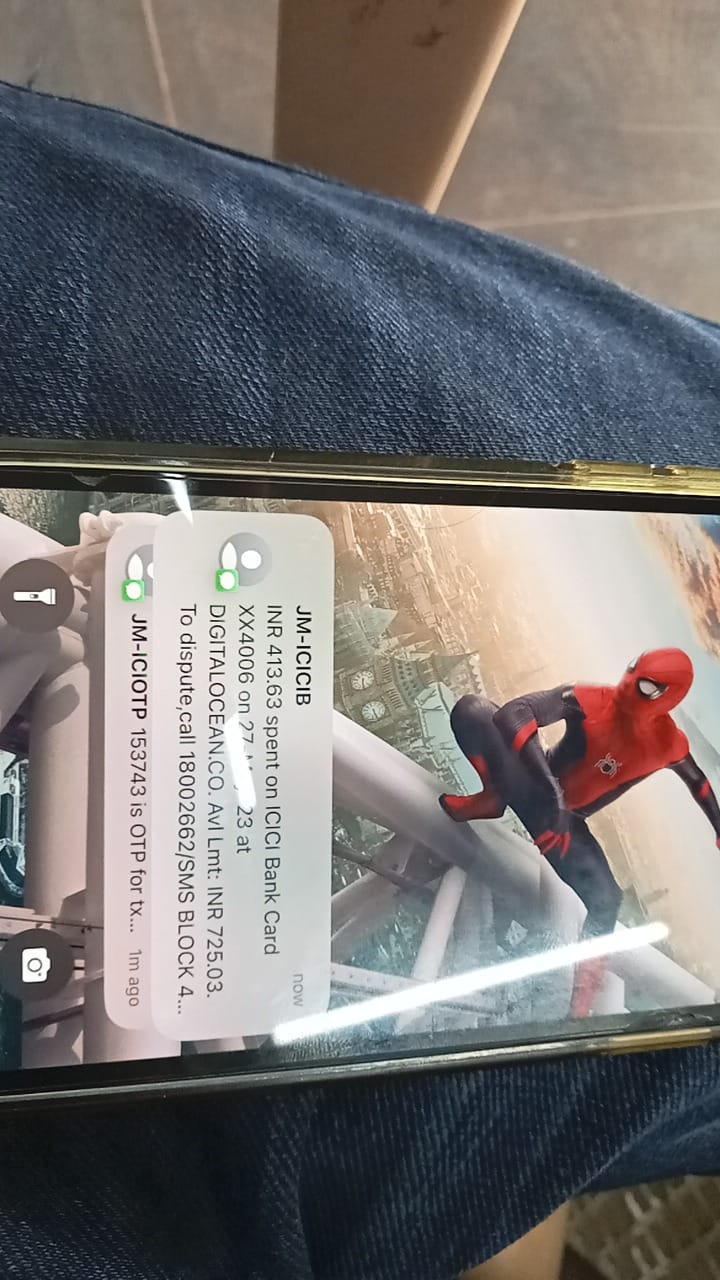 JM-ICICIB
now
INR 413.63 spent on ICICI Bank Card
XX4006 on 27- 23 at
DIGITALOCEAN.CO. Avl Lmt: INR 725.03.
To dispute,call 18002662/SMS BLOCK 4...
JM-ICIOTP 153743 is OTP for tx... 1m ago